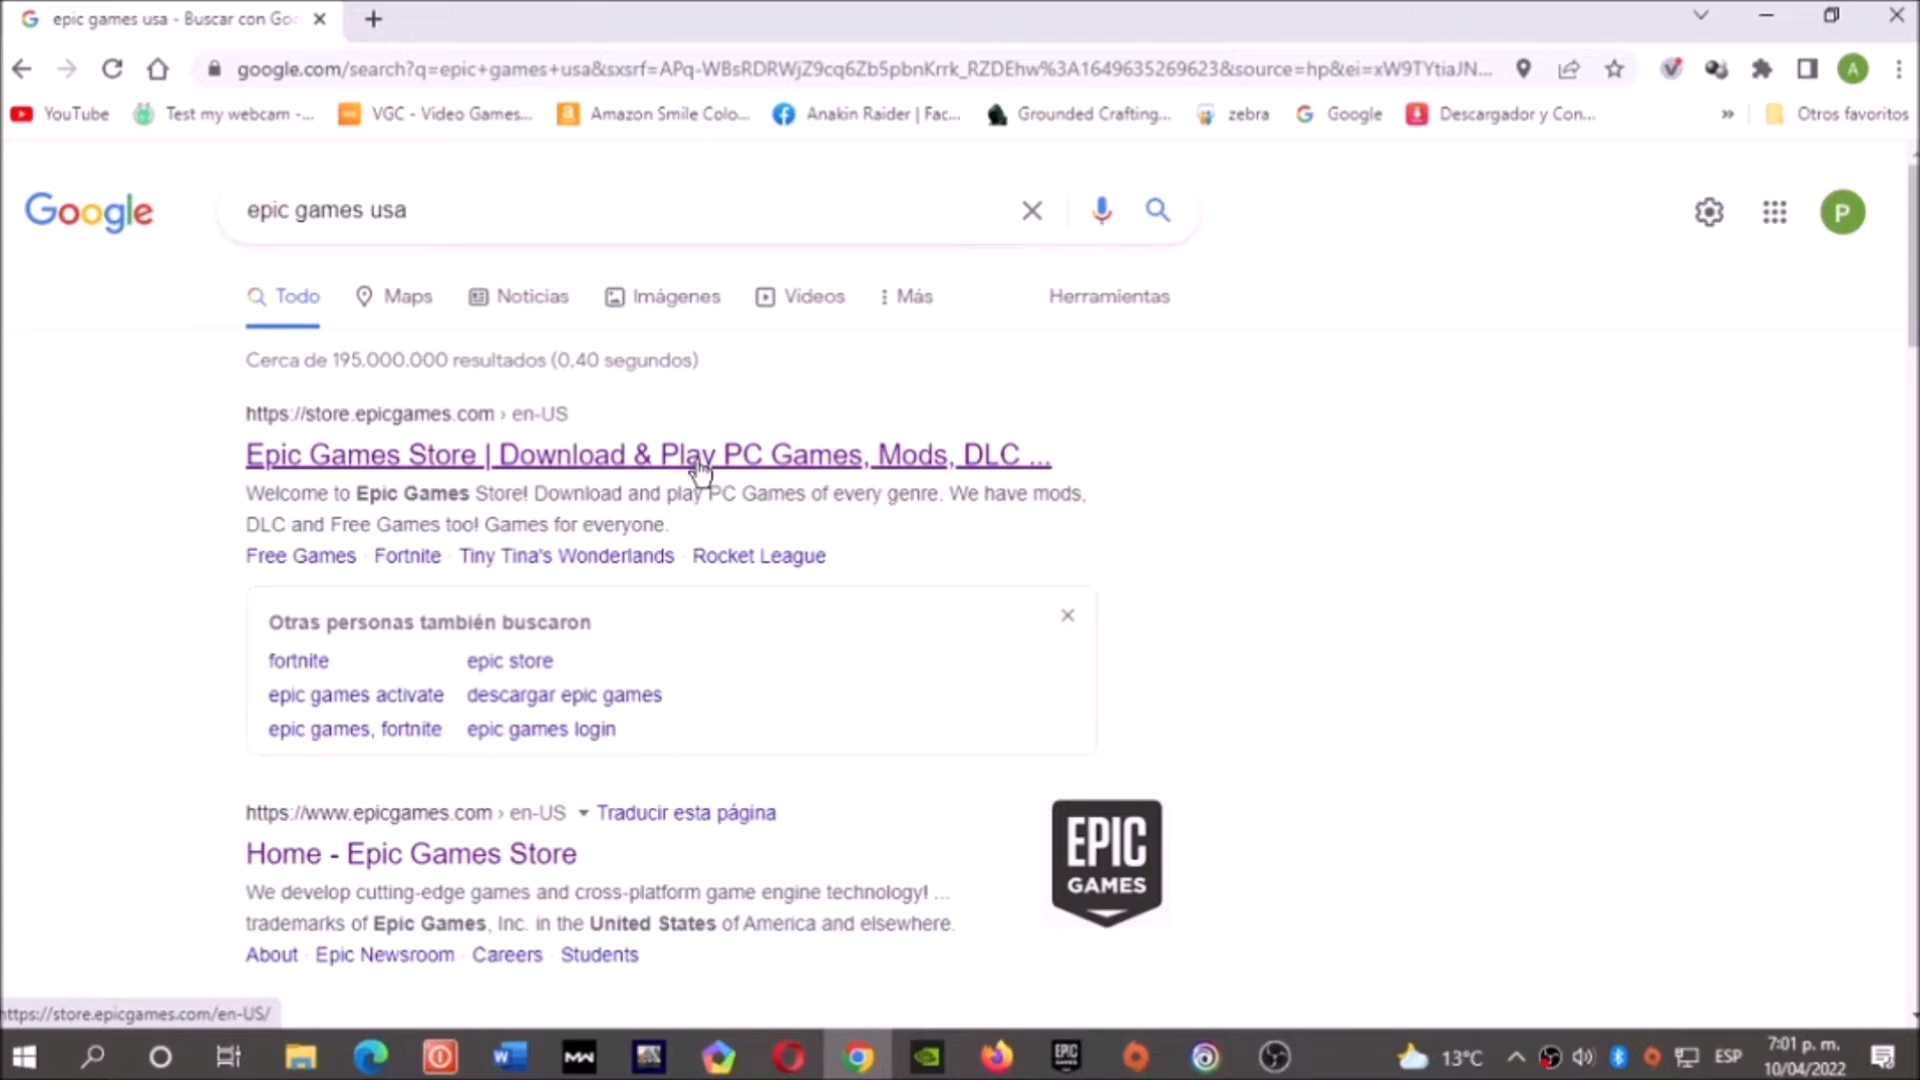 epic games usa - Buscar con Goo
google.com/search?q=epic+games+usa&sxsrf=APq-WBsRDRWjZ9cq6Zb5pbnKrrk_RZDEhw%3A1649635269623&source=hp&ei=xW9TYtiaJN...
A
YouTube Test my webcam -... VGC - Video Games... Amazon Smile Colo... Anakin Raider | Fac... Grounded Crafting... zebra Google Descargador y Con... » Otros favoritos
Google
epic games usa
P
Todo Maps Noticias Imágenes Videos Más Herramientas
Cerca de 195.000.000 resultados (0,40 segundos)
https://store.epicgames.com › en-US
Epic Games Store | Download & Play PC Games, Mods, DLC ...
Welcome to Epic Games Store! Download and play PC Games of every genre. We have mods,
DLC and Free Games too! Games for everyone.
Free Games · Fortnite · Tiny Tina's Wonderlands · Rocket League
Otras personas también buscaron
fortnite epic store
epic games activate descargar epic games
epic games, fortnite epic games login
https://www.epicgames.com › en-US Traducir esta página
Home - Epic Games Store
We develop cutting-edge games and cross-platform game engine technology! ...
trademarks of Epic Games, Inc. in the United States of America and elsewhere.
About · Epic Newsroom · Careers · Students
EPIC
GAMES
https://store.epicgames.com/en-US/
13°C ESP 7:01 p. m.
10/04/2022